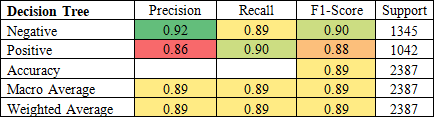 Decision Tree Precision Recall F1-Score Support
Negative 0.92 0.89 0.90 1345
Positive 0.86 0.90 0.88 1042
Accuracy 0.89 2387
Macro Average 0.89 0.89 0.89 2387
Weighted Average 0.89 0.89 0.89 2387